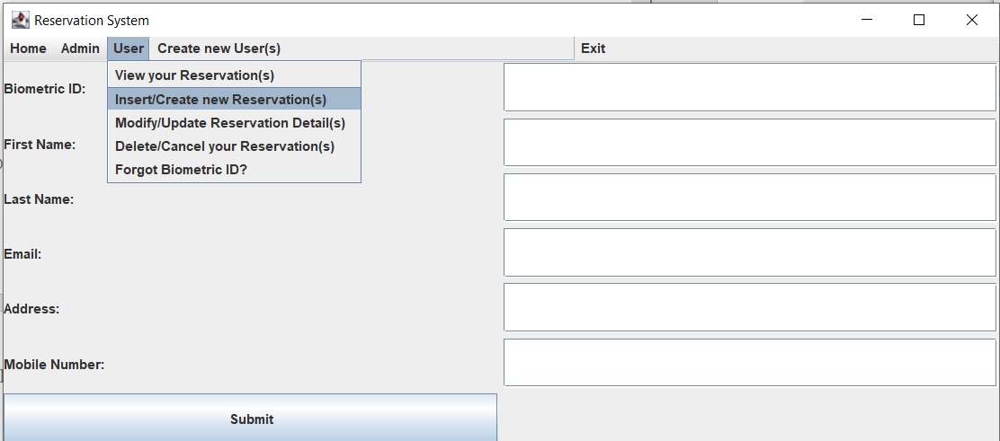 Reservation System
Home Admin User Create new User(s) Exit
View your Reservation(s)
Insert/Create new Reservation(s)
Modify/Update Reservation Detail(s)
Delete/Cancel your Reservation(s)
Forgot Biometric ID?
Biometric ID:
First Name:
Last Name:
Email:
Address:
Mobile Number:
Submit